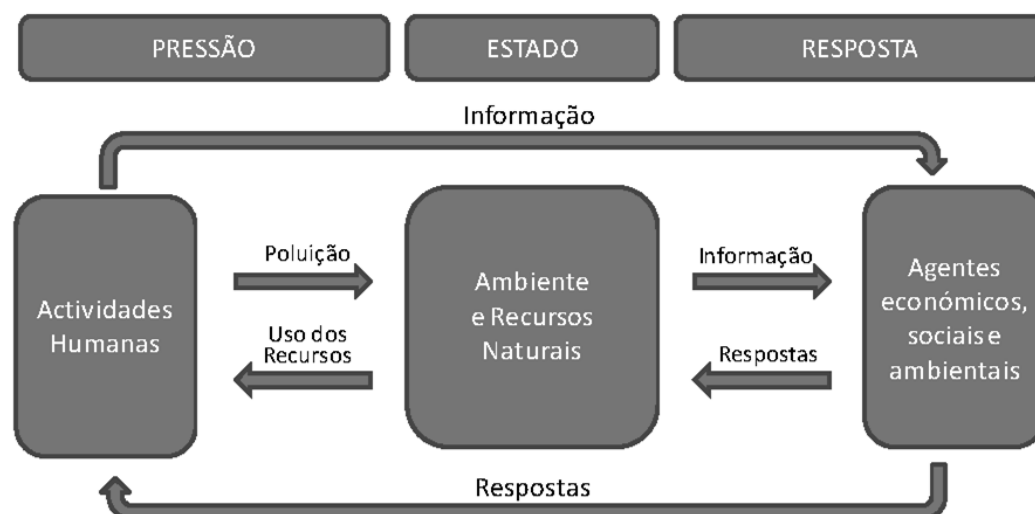 PRESSÃO
ESTADO
RESPOSTA
Informação
Actividades
Humanas
Poluição
Uso dos
Recursos
Ambiente
e Recursos
Naturais
Informação
Respostas
Agentes
económicos,
sociais e
ambientais
Respostas